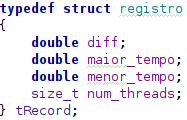 typedef struct registro
{
    double diff;
    double maior_tempo;
    double menor_tempo;
    size_t num_threads;
} tRecord;